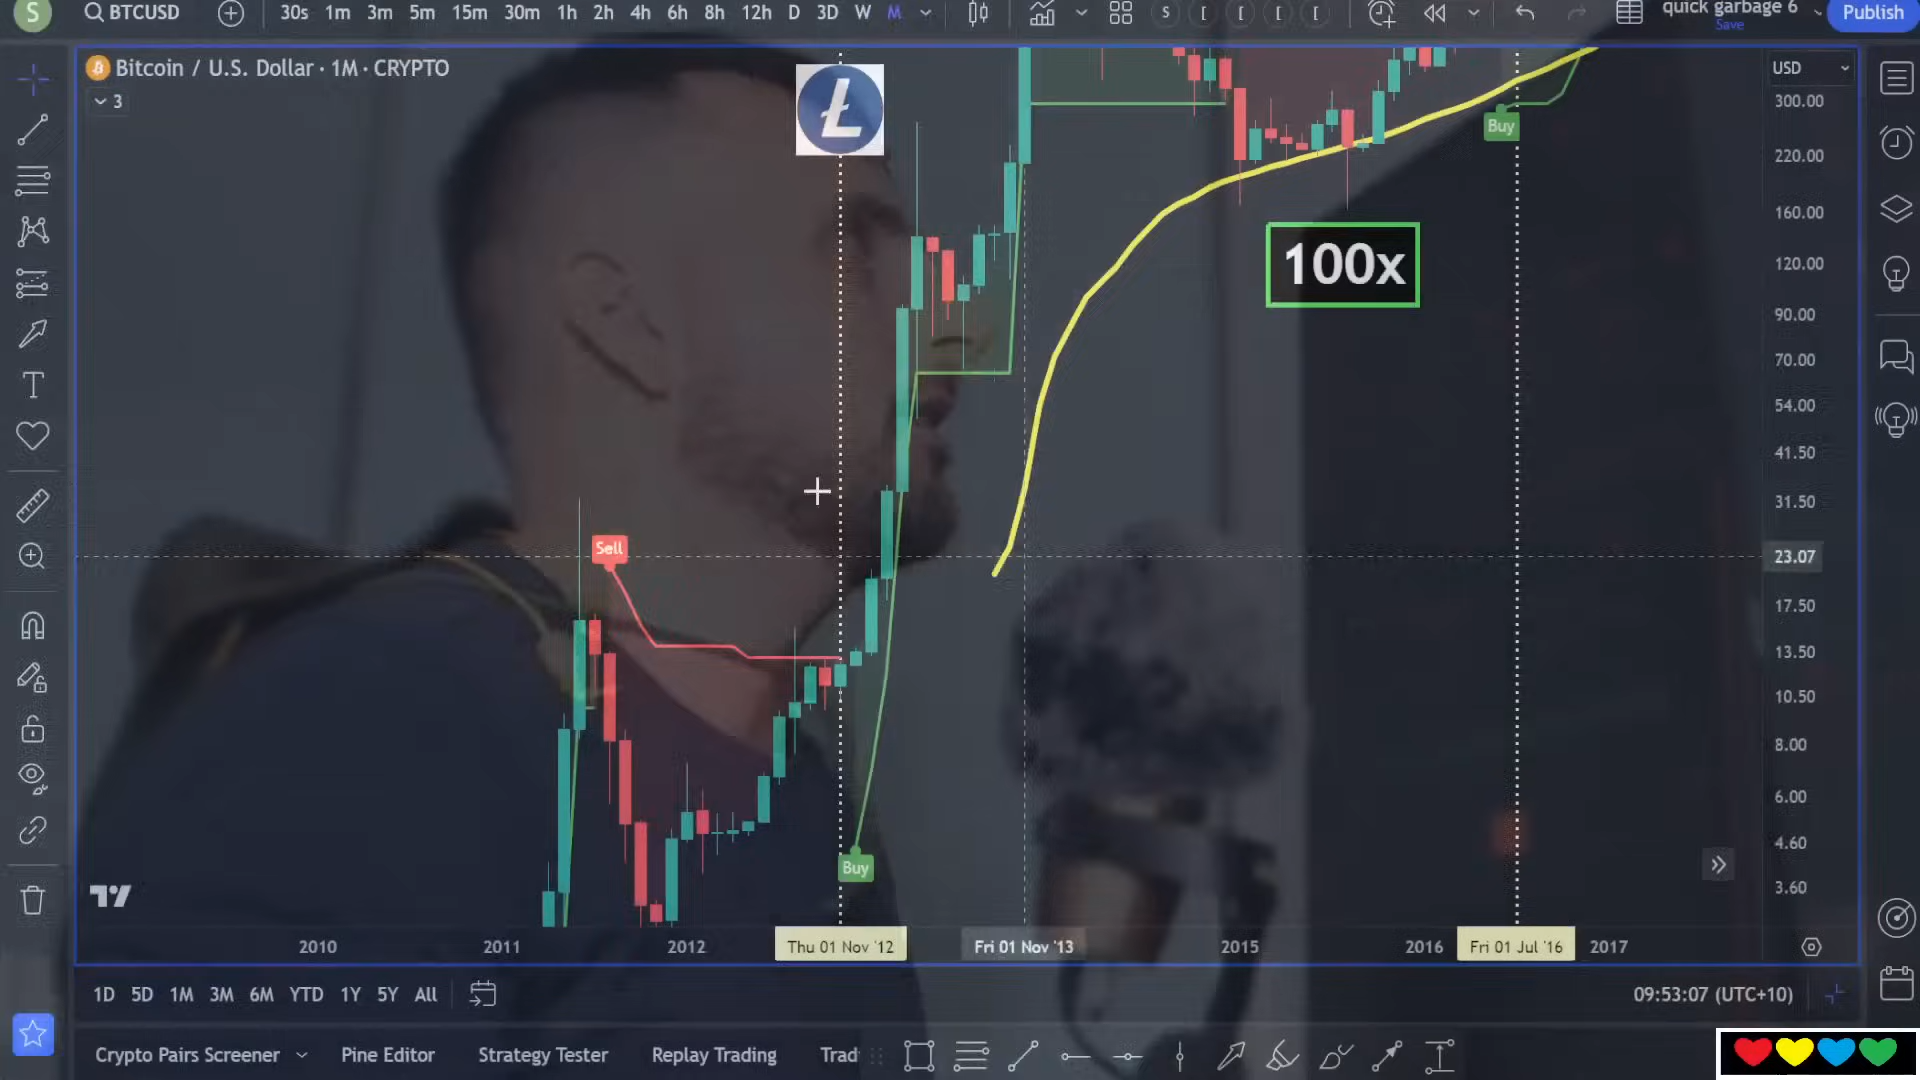 S
BTCUSD
30s 1m 3m 5m 15m 30m 1h 2h 4h 6h 8h 12h D 3D W M
S
quick garbage 6
Save
Publish
Bitcoin / U.S. Dollar · 1M · CRYPTO
3
USD
300.00
220.00
160.00
120.00
90.00
70.00
54.00
41.50
31.50
23.07
17.50
13.50
10.50
8.00
6.00
4.60
3.60
Buy
100x
Sell
Buy
2010 2011 2012 Thu 01 Nov '12 Fri 01 Nov '13 2015 2016 Fri 01 Jul '16 2017
1D 5D 1M 3M 6M YTD 1Y 5Y All
09:53:07 (UTC+10)
Crypto Pairs Screener Pine Editor Strategy Tester Replay Trading Trad